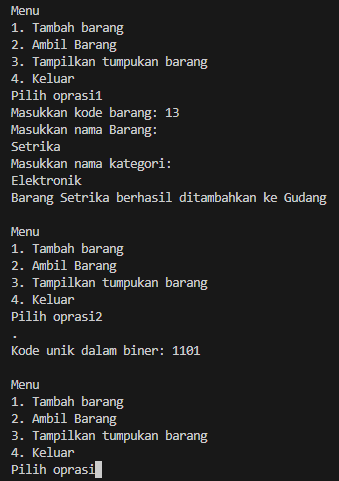 Menu
1. Tambah barang
2. Ambil Barang
3. Tampilkan tumpukan barang
4. Keluar
Pilih oprasi1
Masukkan kode barang: 13
Masukkan nama Barang:
Setrika
Masukkan nama kategori:
Elektronik
Barang Setrika berhasil ditambahkan ke Gudang
Menu
1. Tambah barang
2. Ambil Barang
3. Tampilkan tumpukan barang
4. Keluar
Pilih oprasi2
.
Kode unik dalam biner: 1101
Menu
1. Tambah barang
2. Ambil Barang
3. Tampilkan tumpukan barang
4. Keluar
Pilih oprasi